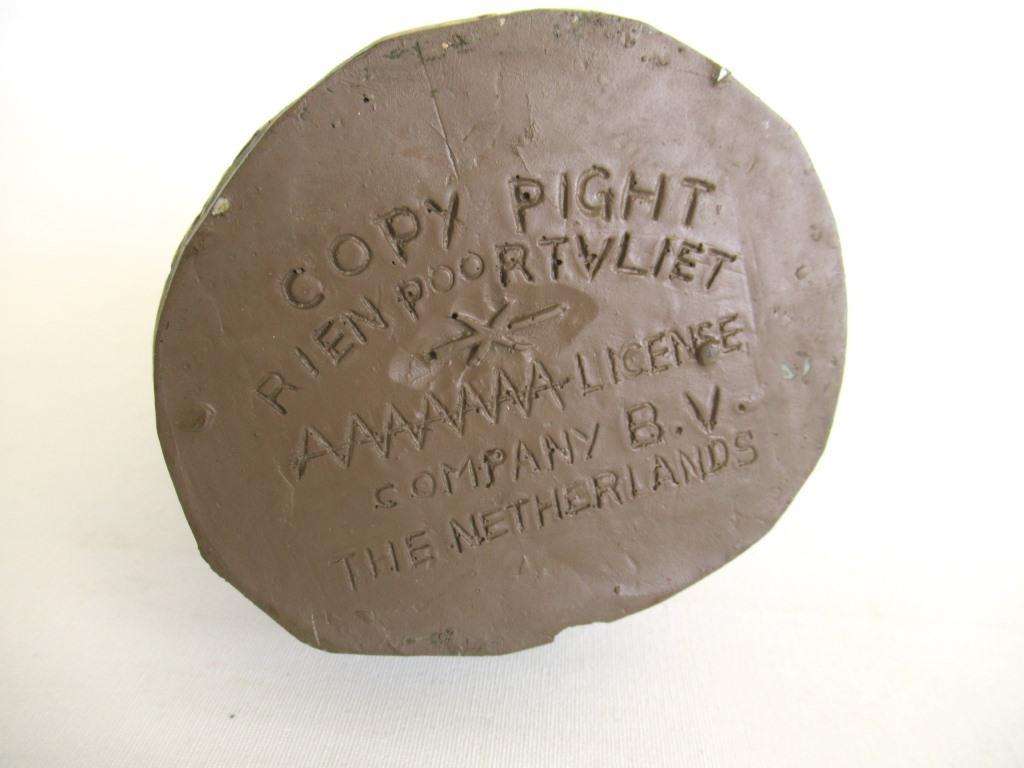 COPY PIGHT
RIEN POORTVLIET
AAAAAAA LICENSE
COMPANY B.V.
THE NETHERLANDS